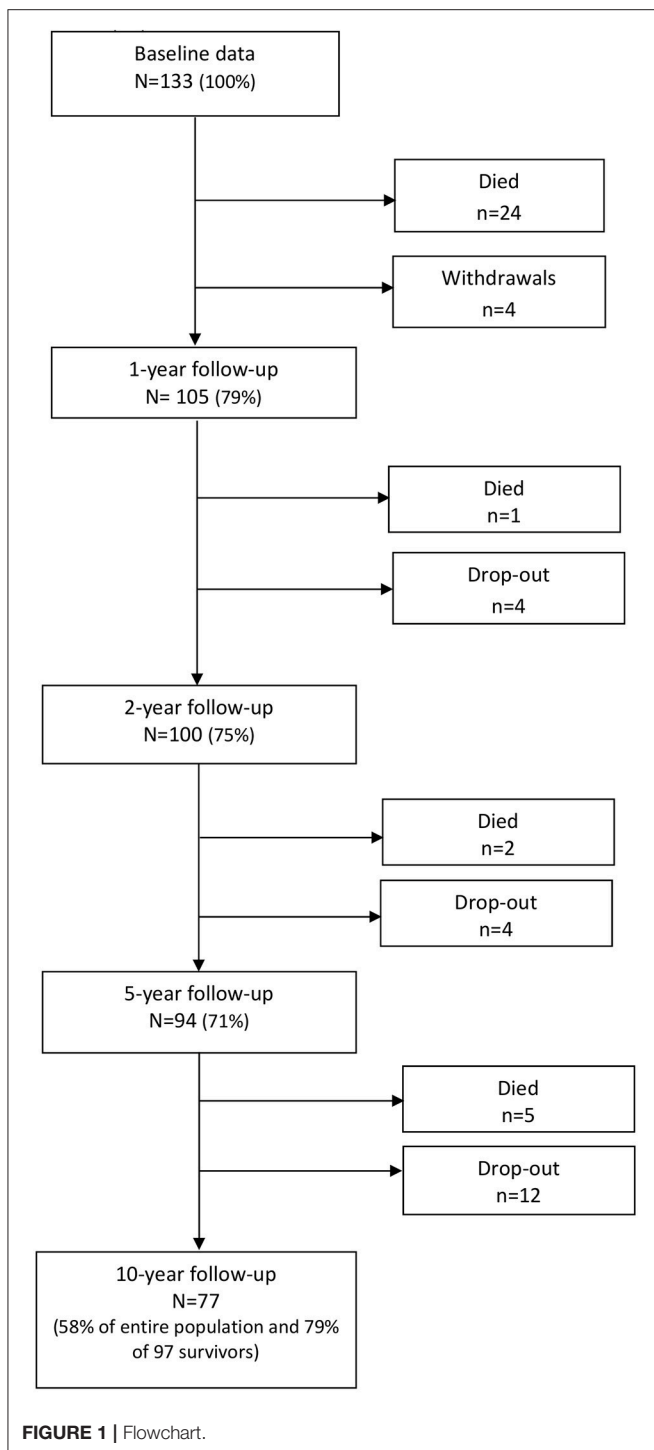 Baseline data
N=133 (100%)
Died
n=24
Withdrawals
n=4
1-year follow-up
N= 105 (79%)
Died
n=1
Drop-out
n=4
2-year follow-up
N=100 (75%)
Died
n=2
Drop-out
n=4
5-year follow-up
N=94 (71%)
Died
n=5
Drop-out
n=12
10-year follow-up
N=77
(58% of entire population and 79%
of 97 survivors)
FIGURE 1 | Flowchart.